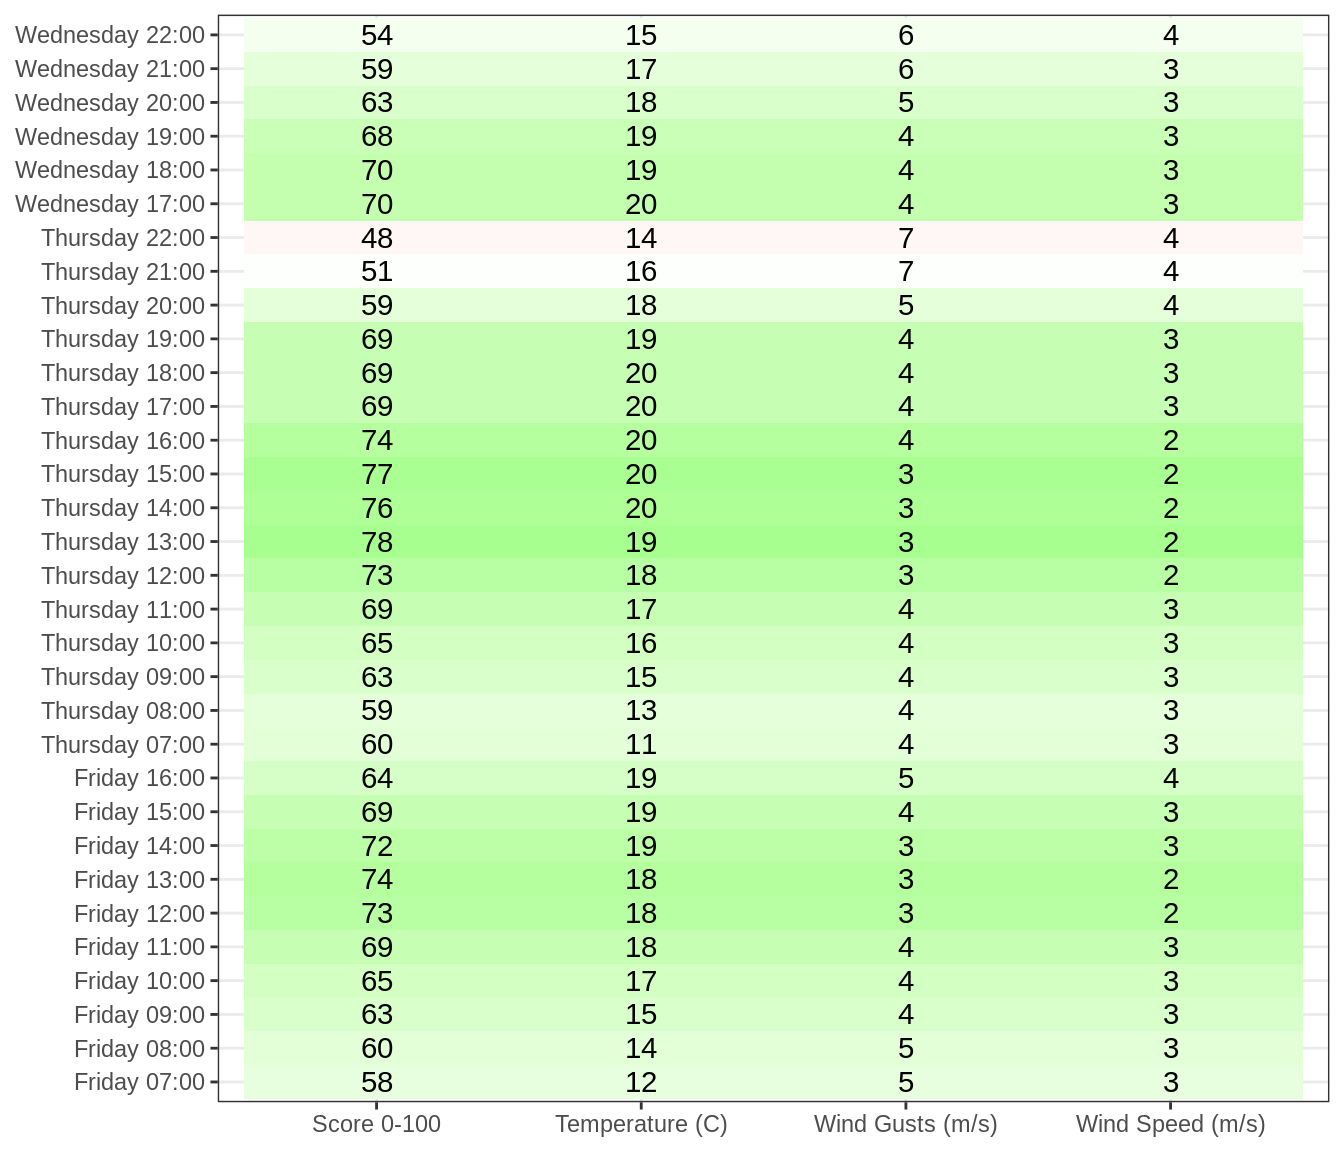 Wednesday 22:00 54 15 6 4
Wednesday 21:00 59 17 6 3
Wednesday 20:00 63 18 5 3
Wednesday 19:00 68 19 4 3
Wednesday 18:00 70 19 4 3
Wednesday 17:00 70 20 4 3
Thursday 22:00 48 14 7 4
Thursday 21:00 51 16 7 4
Thursday 20:00 59 18 5 4
Thursday 19:00 69 19 4 3
Thursday 18:00 69 20 4 3
Thursday 17:00 69 20 4 3
Thursday 16:00 74 20 4 2
Thursday 15:00 77 20 3 2
Thursday 14:00 76 20 3 2
Thursday 13:00 78 19 3 2
Thursday 12:00 73 18 3 2
Thursday 11:00 69 17 4 3
Thursday 10:00 65 16 4 3
Thursday 09:00 63 15 4 3
Thursday 08:00 59 13 4 3
Thursday 07:00 60 11 4 3
Friday 16:00 64 19 5 4
Friday 15:00 69 19 4 3
Friday 14:00 72 19 3 3
Friday 13:00 74 18 3 2
Friday 12:00 73 18 3 2
Friday 11:00 69 18 4 3
Friday 10:00 65 17 4 3
Friday 09:00 63 15 4 3
Friday 08:00 60 14 5 3
Friday 07:00 58 12 5 3
Score 0-100 Temperature (C) Wind Gusts (m/s) Wind Speed (m/s)